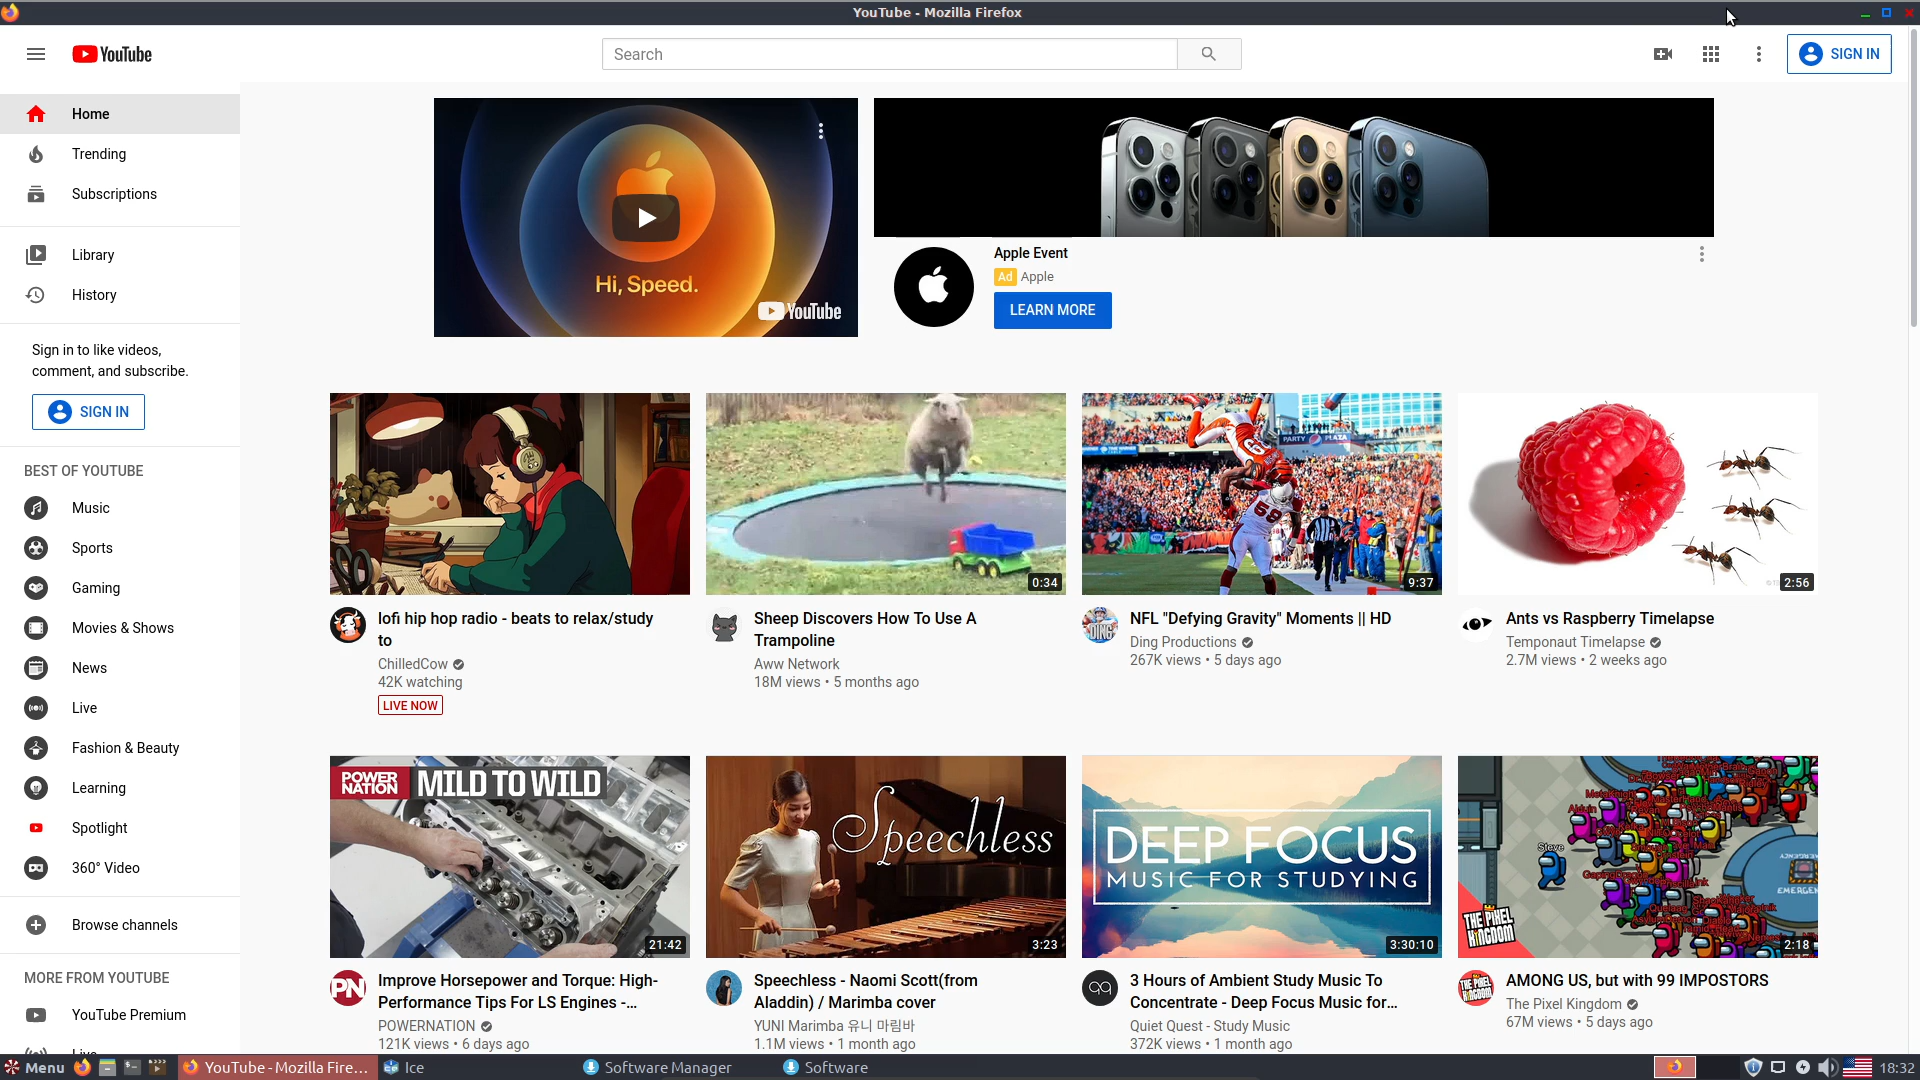 YouTube - Mozilla Firefox
YouTube
Search
SIGN IN
Home
Trending
Subscriptions
Library
History
Sign in to like videos,
comment, and subscribe.
SIGN IN
BEST OF YOUTUBE
Music
Sports
Gaming
Movies & Shows
News
Live
Fashion & Beauty
Learning
Spotlight
360° Video
Browse channels
MORE FROM YOUTUBE
YouTube Premium
Live
Hi, Speed.
YouTube
Apple Event
Ad Apple
LEARN MORE
lofi hip hop radio - beats to relax/study
to
ChilledCow
42K watching
LIVE NOW
0:34
Sheep Discovers How To Use A
Trampoline
Aww Network
18M views • 5 months ago
PARTY PLAZA
58
9:37
DING
NFL "Defying Gravity" Moments || HD
Ding Productions
267K views • 5 days ago
2:56
Ants vs Raspberry Timelapse
Temponaut Timelapse
2.7M views • 2 weeks ago
POWER
NATION
MILD TO WILD
21:42
PN
Improve Horsepower and Torque: High-
Performance Tips For LS Engines -...
POWERNATION
121K views • 6 days ago
Speechless
3:23
Speechless - Naomi Scott(from
Aladdin) / Marimba cover
YUNI Marimba 유니 마림바
1.1M views • 1 month ago
DEEP FOCUS
MUSIC FOR STUDYING
3:30:10
3 Hours of Ambient Study Music To
Concentrate - Deep Focus Music for...
Quiet Quest - Study Music
372K views • 1 month ago
Steve
THE PIXEL
KINGDOM
2:18
AMONG US, but with 99 IMPOSTORS
The Pixel Kingdom
67M views • 5 days ago
Menu
YouTube - Mozilla Fire...
Ice
Software Manager
Software
18:32